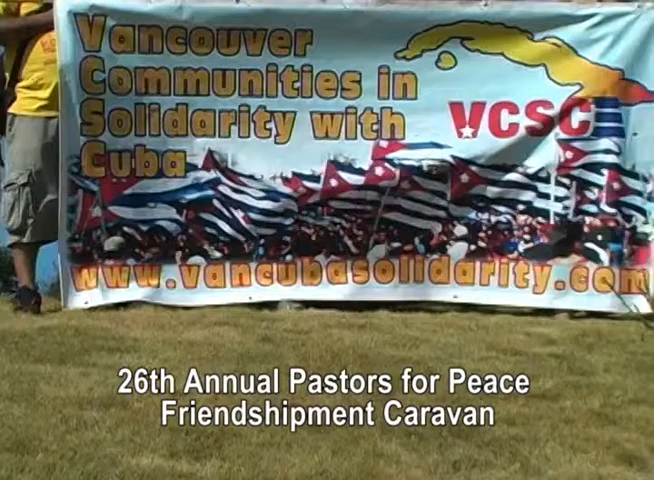 Vancouver
Communities in
Solidarity with
Cuba
VCSC
www.vancubasolidarity.com
26th Annual Pastors for Peace
Friendshipment Caravan